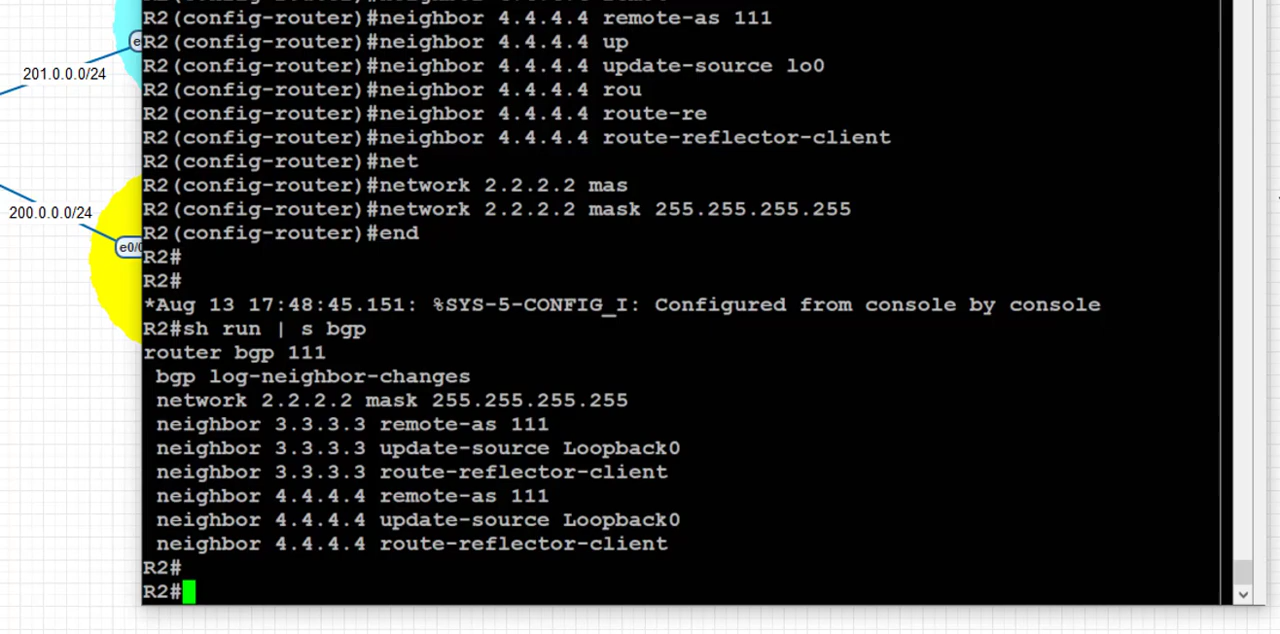 R2(config-router)#neighbor 4.4.4.4 remote-as 111
R2(config-router)#neighbor 4.4.4.4 up
201.0.0.0/24
R2(config-router)#neighbor 4.4.4.4 update-source lo0
R2(config-router)#neighbor 4.4.4.4 rou
R2(config-router)#neighbor 4.4.4.4 route-re
R2(config-router)#neighbor 4.4.4.4 route-reflector-client
R2(config-router)#net
R2(config-router)#network 2.2.2.2 mas
R2(config-router)#network 2.2.2.2 mask 255.255.255.255
200.0.0.0/24
R2(config-router)#end
e0/0
R2#
R2#
*Aug 13 17:48:45.151: %SYS-5-CONFIG_I: Configured from console by console
R2#sh run | s bgp
router bgp 111
bgp log-neighbor-changes
network 2.2.2.2 mask 255.255.255.255
neighbor 3.3.3.3 remote-as 111
neighbor 3.3.3.3 update-source Loopback0
neighbor 3.3.3.3 route-reflector-client
neighbor 4.4.4.4 remote-as 111
neighbor 4.4.4.4 update-source Loopback0
neighbor 4.4.4.4 route-reflector-client
R2#
R2#